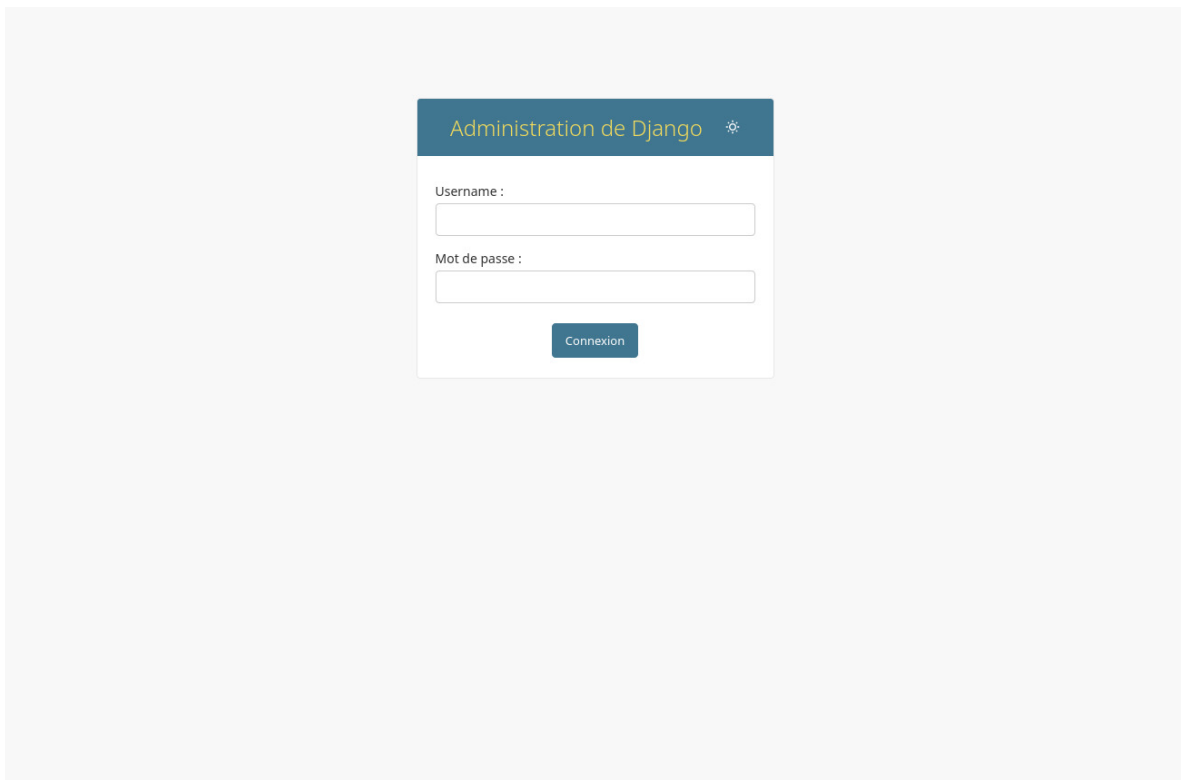 Administration de Django
Username :
Mot de passe :
Connexion